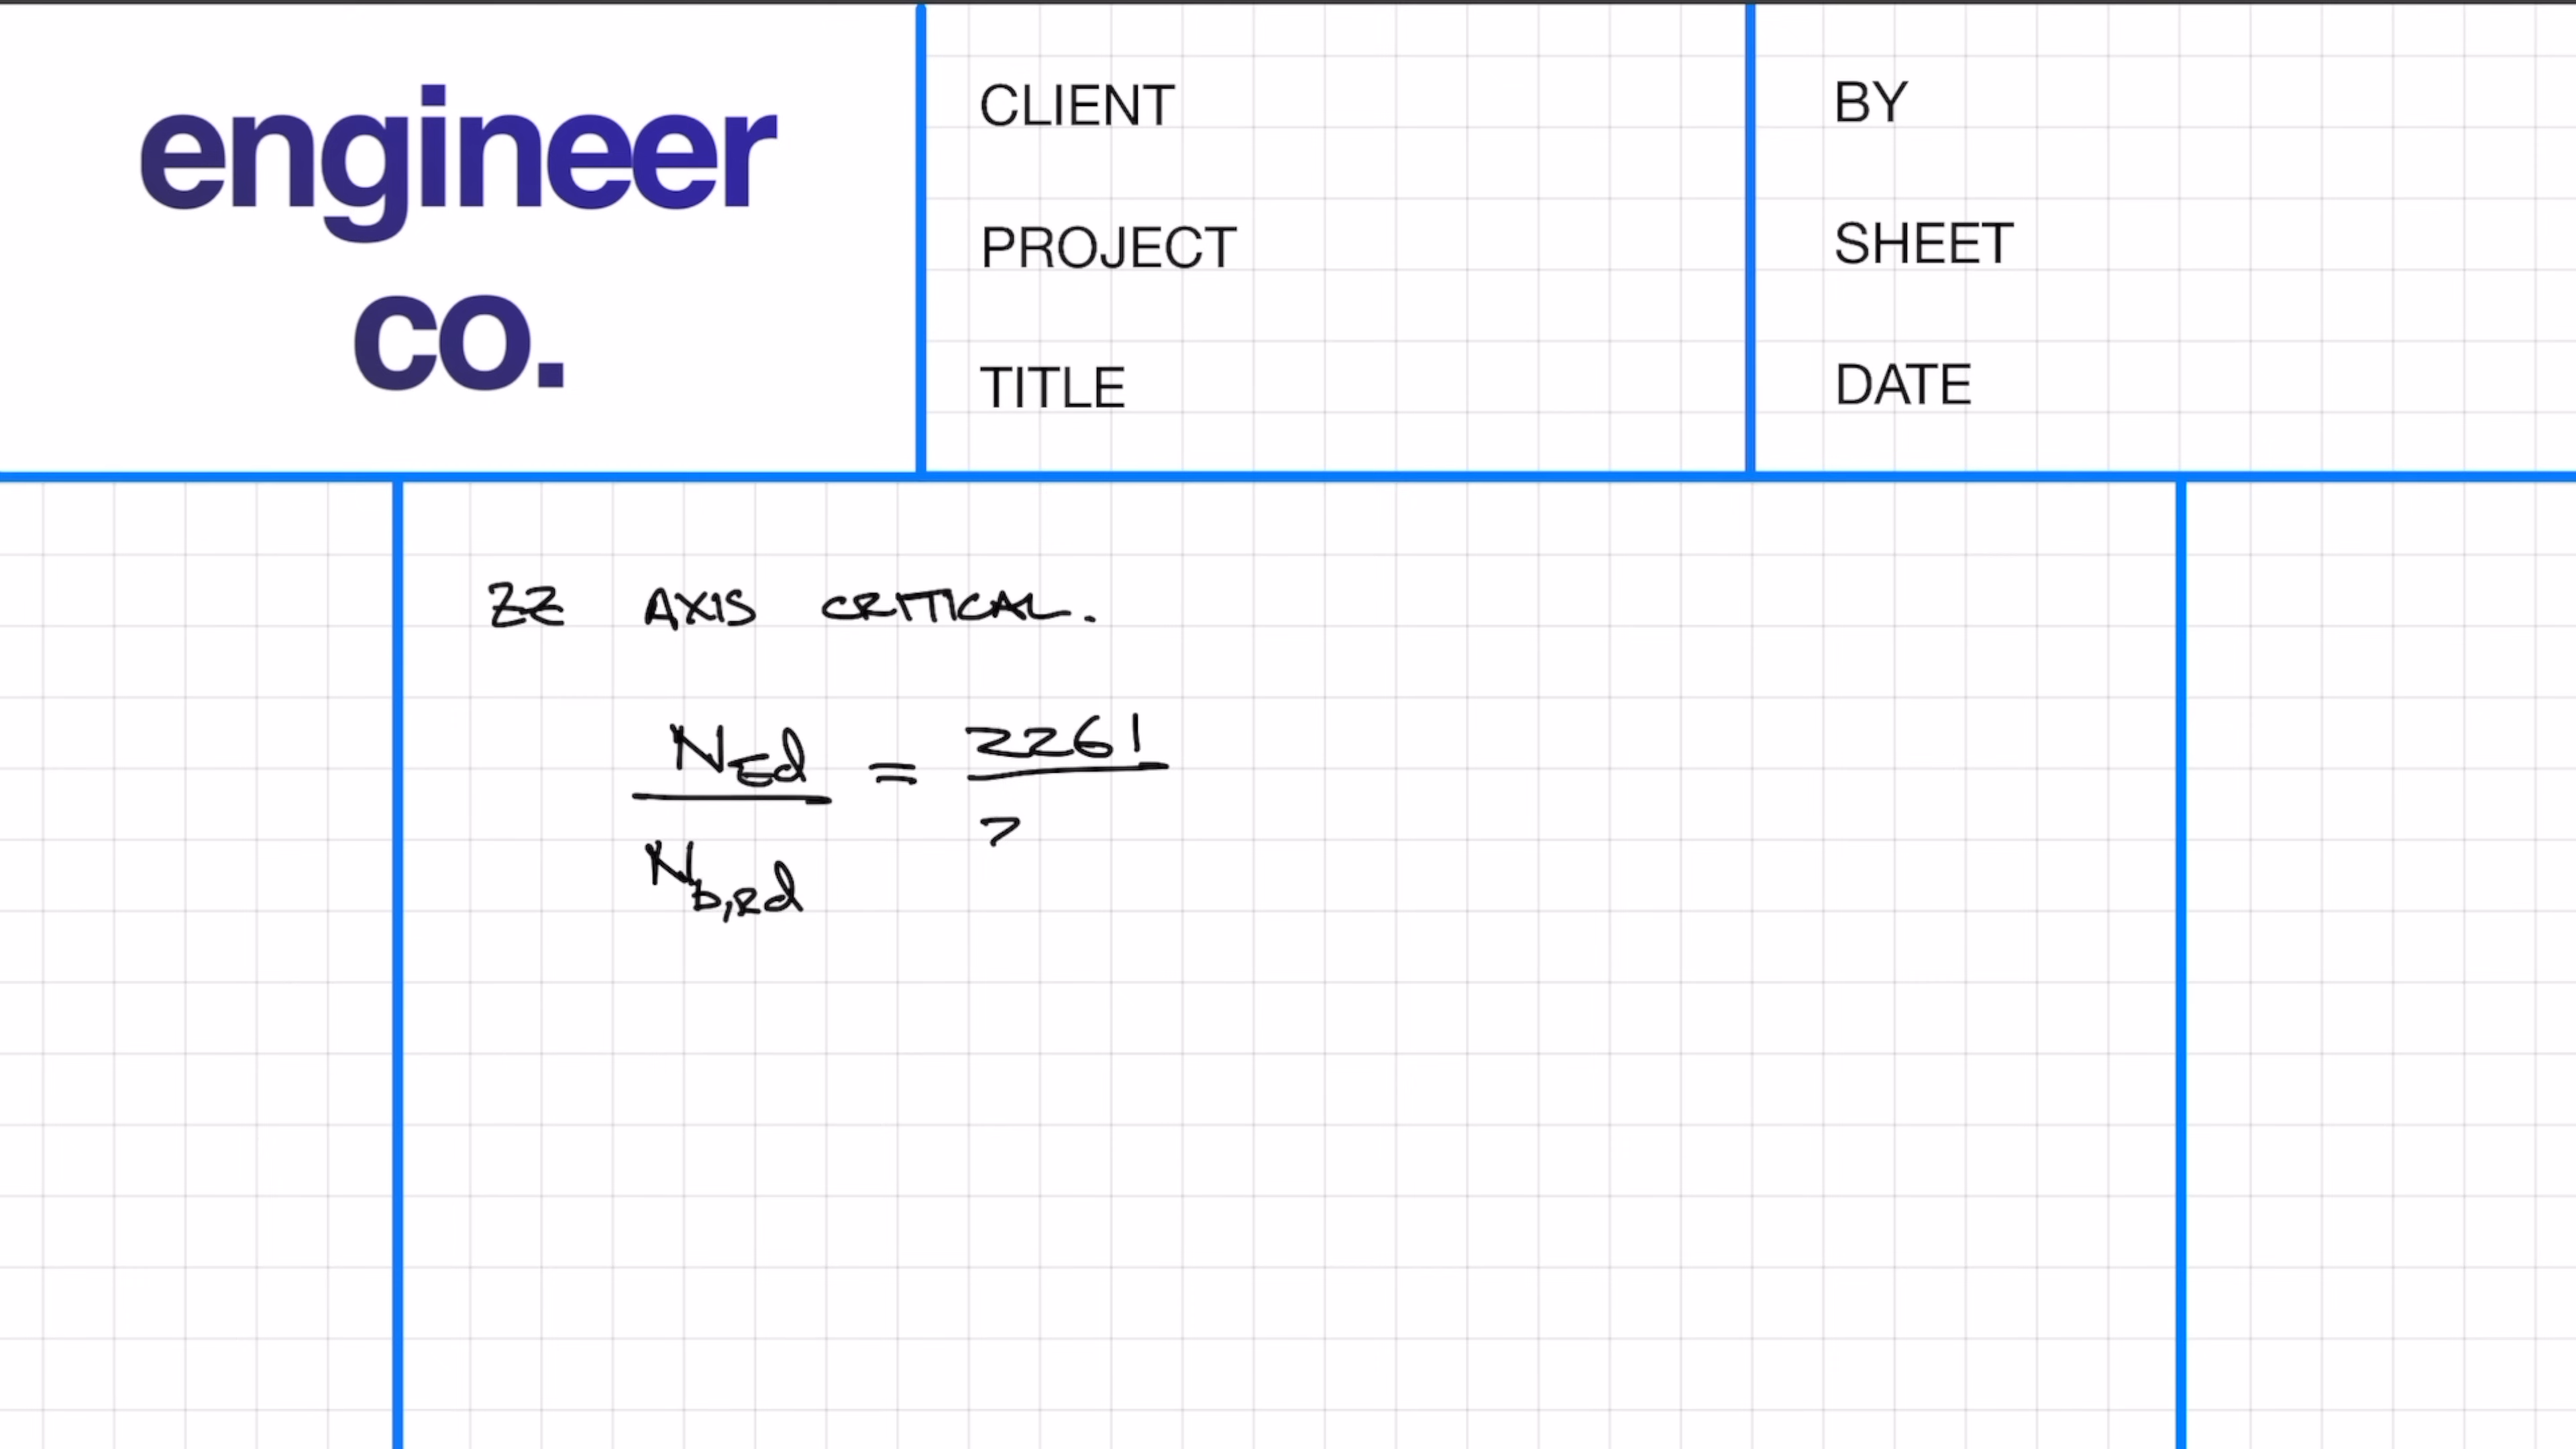 engineer
co.
CLIENT
PROJECT
TITLE
BY
SHEET
DATE
ZZ AXIS CRITICAL.
NEd = 2261
Nb,Rd